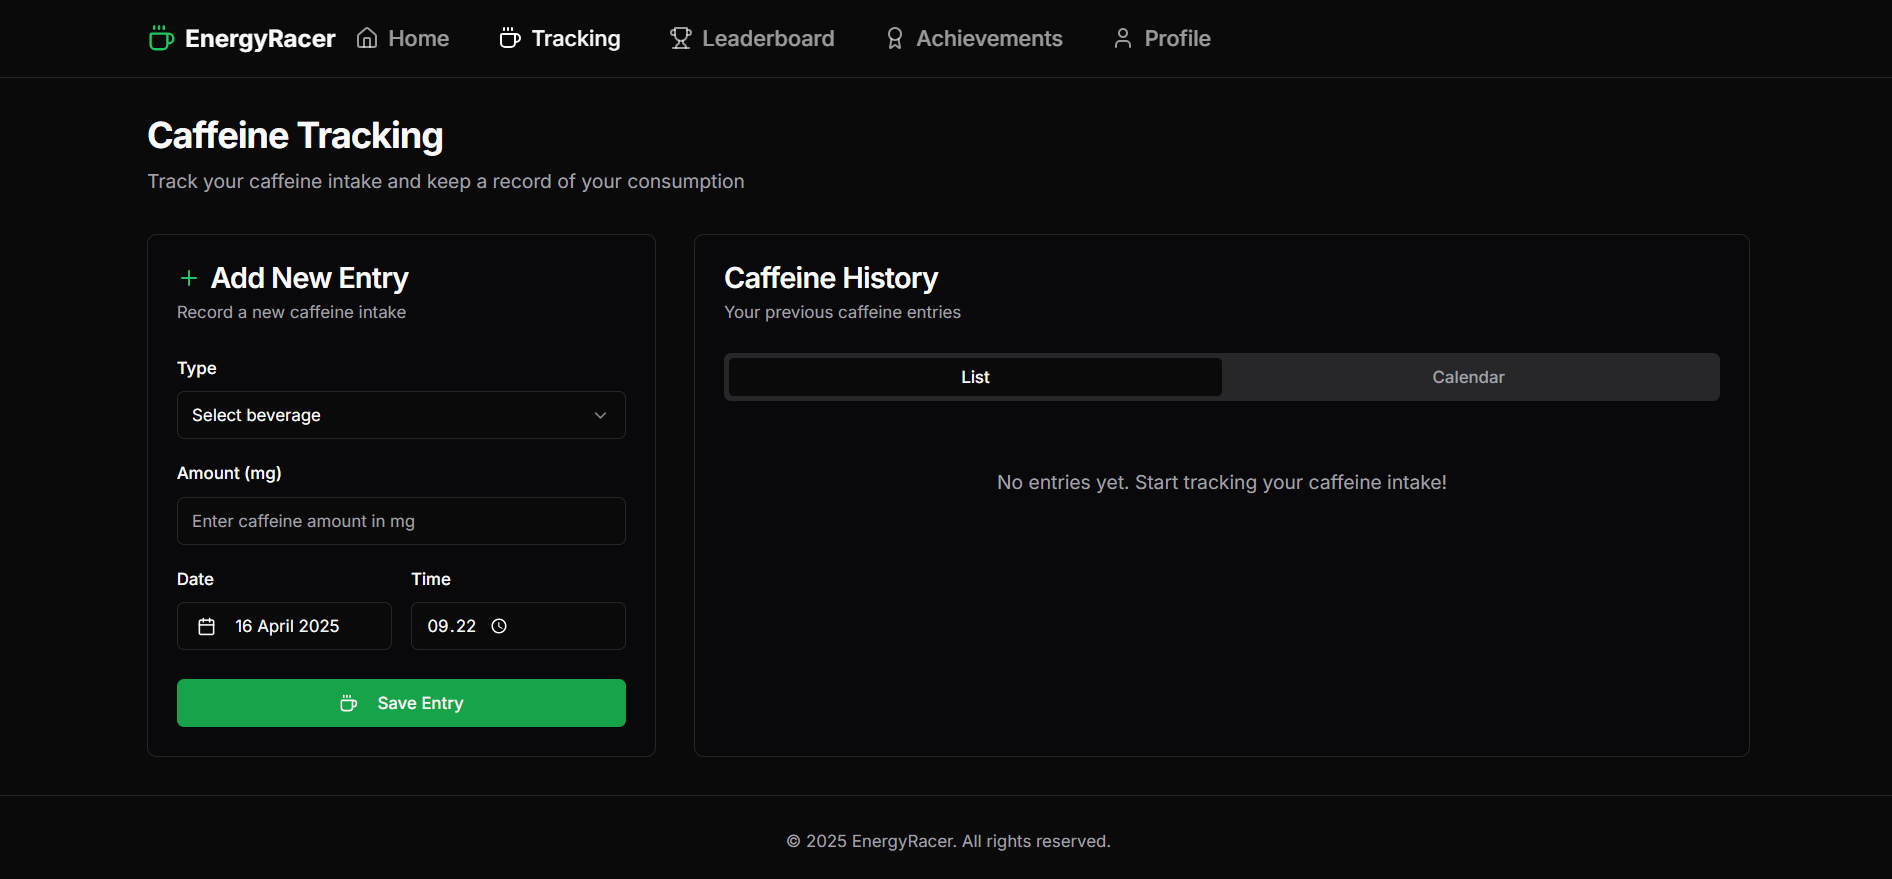 EnergyRacer Home Tracking Leaderboard Achievements Profile
Caffeine Tracking
Track your caffeine intake and keep a record of your consumption
Add New Entry
Record a new caffeine intake
Type
Select beverage
Amount (mg)
Enter caffeine amount in mg
Date Time
16 April 2025 09.22
Save Entry
Caffeine History
Your previous caffeine entries
List Calendar
No entries yet. Start tracking your caffeine intake!
© 2025 EnergyRacer. All rights reserved.